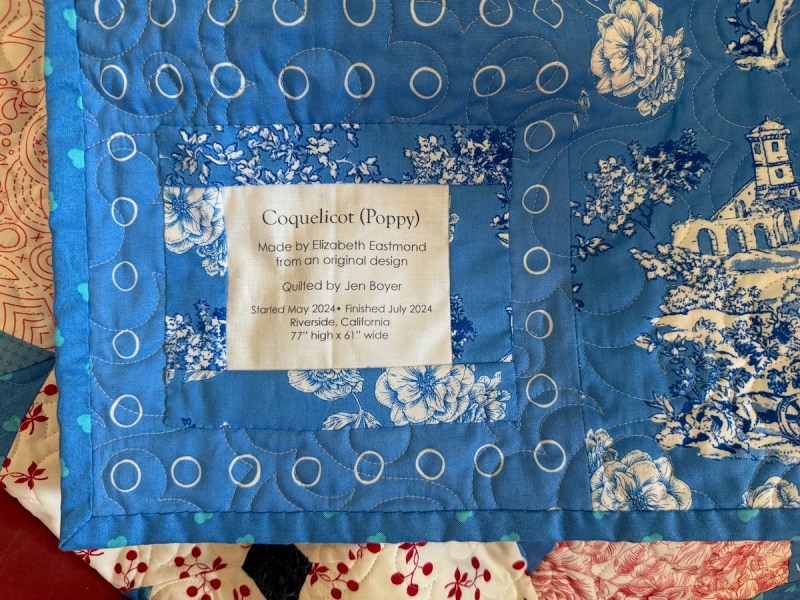 Coquelicot (Poppy)
Made by Elizabeth Eastmond
from an original design
Quilted by Jen Boyer
Started May 2024• Finished July 2024
Riverside, California
77" high x 61" wide